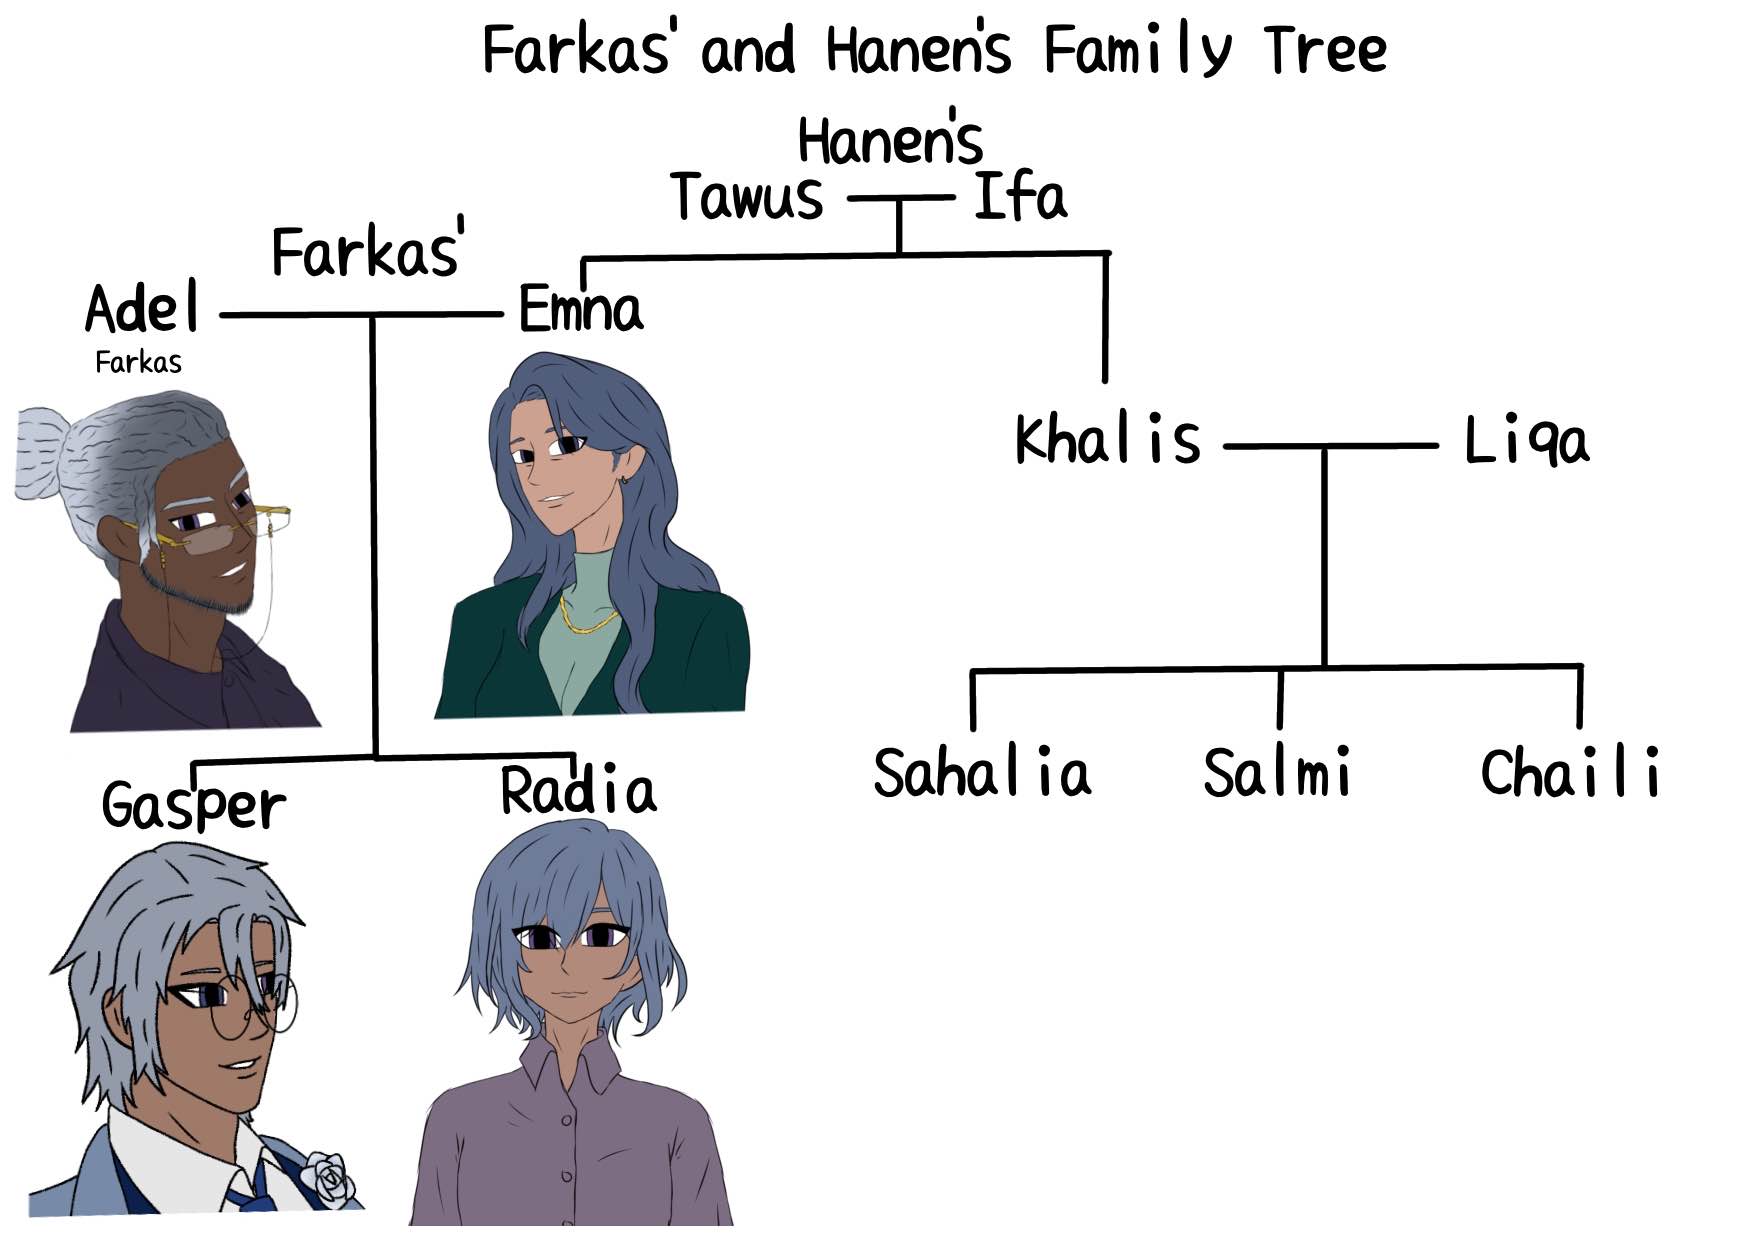 Farkas' and Hanen's Family Tree
Hanen's
Tawus Ifa
Farkas'
Adel Emna
Farkas
Khalis Liqa
Sahalia Salmi Chaili
Gasper Radia